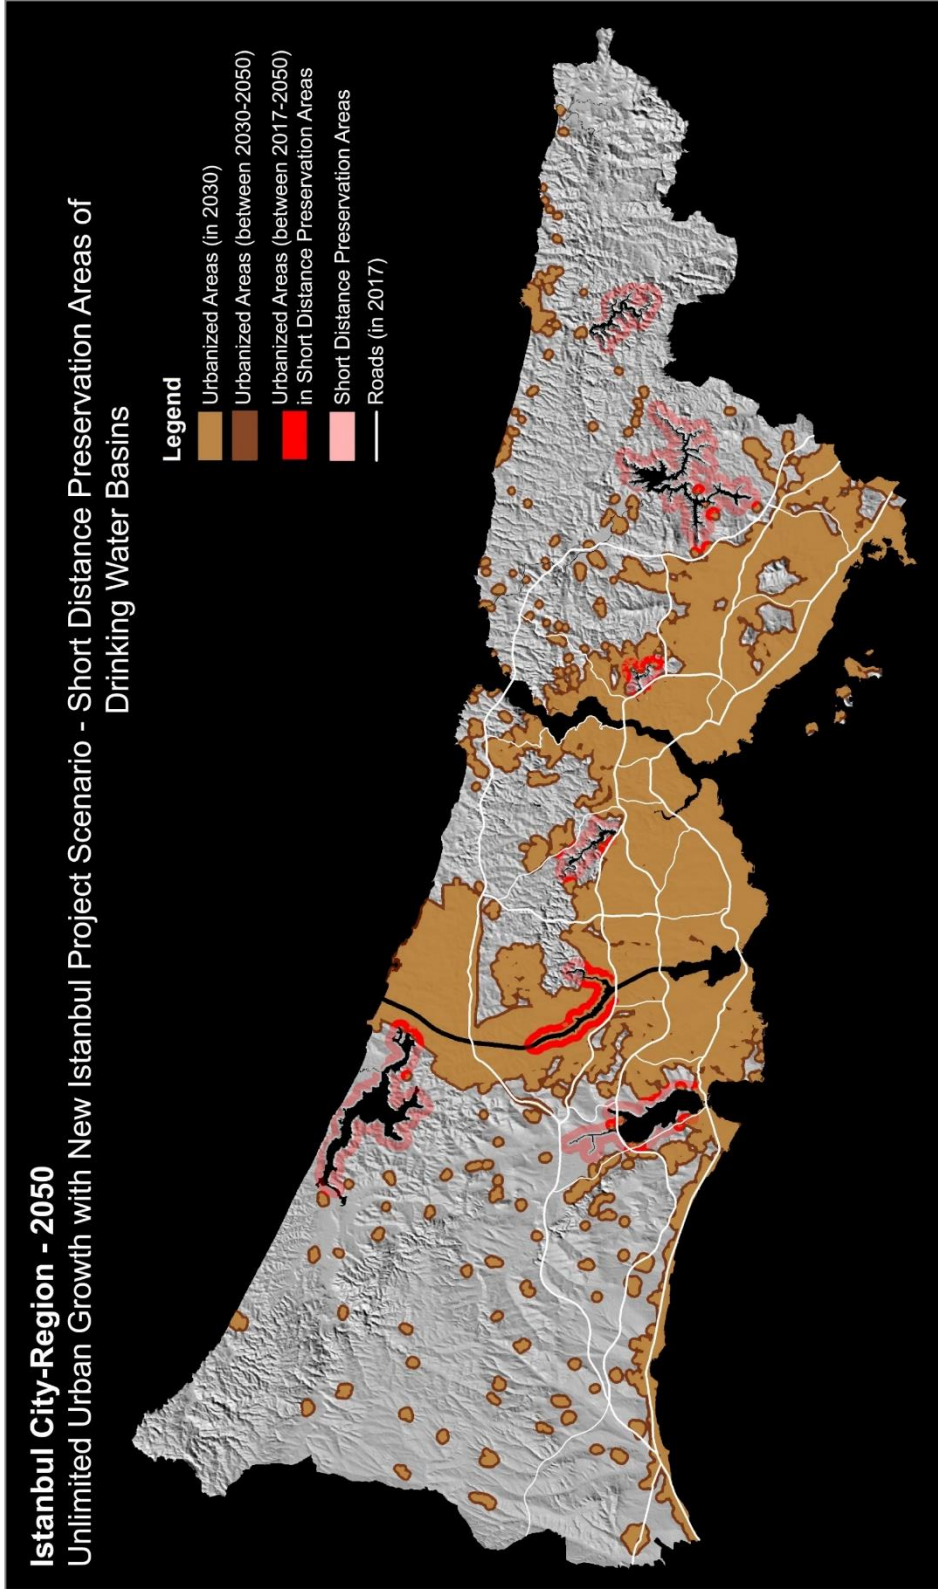 Istanbul City-Region - 2050
Unlimited Urban Growth with New Istanbul Project Scenario - Short Distance Preservation Areas of
Drinking Water Basins
Legend
Urbanized Areas (in 2030)
Urbanized Areas (between 2030-2050)
Urbanized Areas (between 2017-2050)
in Short Distance Preservation Areas
Short Distance Preservation Areas
Roads (in 2017)